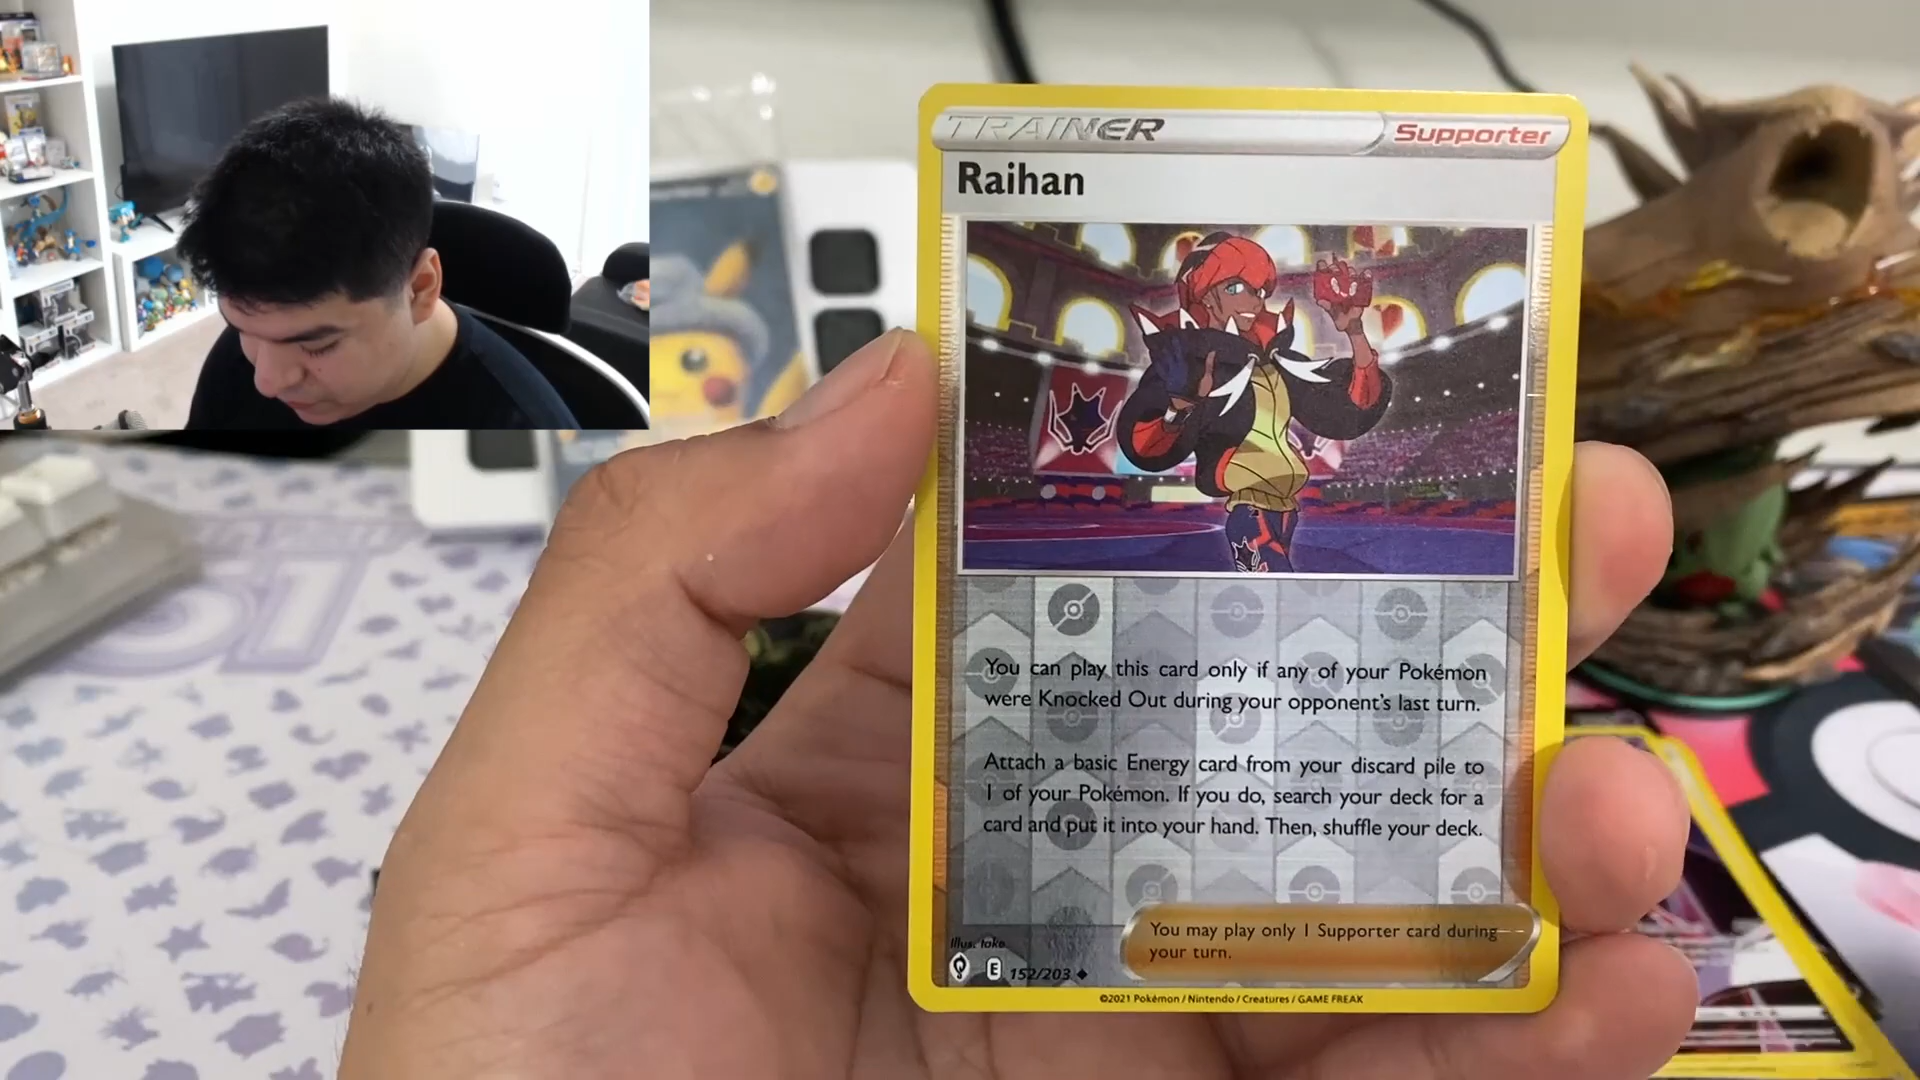 TRAINER
Supporter
Raihan
You can play this card only if any of your Pokémon
were Knocked Out during your opponent's last turn.
Attach a basic Energy card from your discard pile to
1 of your Pokémon. If you do, search your deck for a
card and put it into your hand. Then, shuffle your deck.
You may play only 1 Supporter card during
your turn.
Illus. take
E 152/203
©2021 Pokémon / Nintendo / Creatures / GAME FREAK